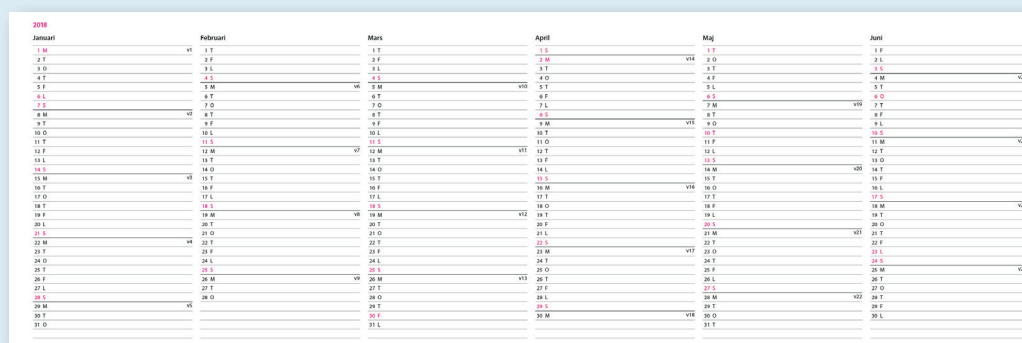 2018
Januari
1 M v1
2 T
3 O
4 T
5 F
6 L
7 S
8 M v2
9 T
10 O
11 T
12 F
13 L
14 S
15 M v3
16 T
17 O
18 T
19 F
20 L
21 S
22 M v4
23 T
24 O
25 T
26 F
27 L
28 S
29 M v5
30 T
31 O
Februari
1 T
2 F
3 L
4 S
5 M v6
6 T
7 O
8 T
9 F
10 L
11 S
12 M v7
13 T
14 O
15 T
16 F
17 L
18 S
19 M v8
20 T
21 O
22 T
23 F
24 L
25 S
26 M v9
27 T
28 O
Mars
1 T
2 F
3 L
4 S
5 M v10
6 T
7 O
8 T
9 F
10 L
11 S
12 M v11
13 T
14 O
15 T
16 F
17 L
18 S
19 M v12
20 T
21 O
22 T
23 F
24 L
25 S
26 M v13
27 T
28 O
29 T
30 F
31 L
April
1 S
2 M v14
3 T
4 O
5 T
6 F
7 L
8 S
9 M v15
10 T
11 O
12 T
13 F
14 L
15 S
16 M v16
17 T
18 O
19 T
20 F
21 L
22 S
23 M v17
24 T
25 O
26 T
27 F
28 L
29 S
30 M v18
Maj
1 T
2 O
3 T
4 F
5 L
6 S
7 M v19
8 T
9 O
10 T
11 F
12 L
13 S
14 M v20
15 T
16 O
17 T
18 F
19 L
20 S
21 M v21
22 T
23 O
24 T
25 F
26 L
27 S
28 M v22
29 T
30 O
31 T
Juni
1 F
2 L
3 S
4 M
5 T
6 O
7 T
8 F
9 L
10 S
11 M
12 T
13 O
14 T
15 F
16 L
17 S
18 M
19 T
20 O
21 T
22 F
23 L
24 S
25 M
26 T
27 O
28 T
29 F
30 L